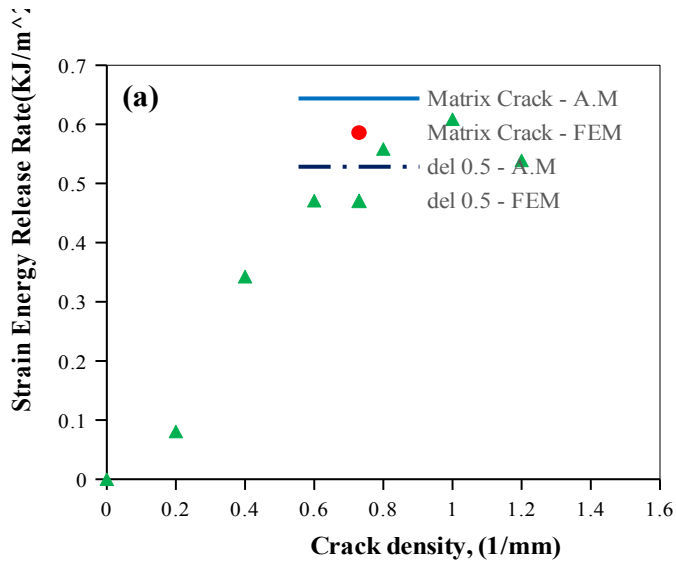 Strain Energy Release Rate(KJ/m^2
0.7
0.6
0.5
0.4
0.3
0.2
0.1
0
(a)
Matrix Crack - A.M
Matrix Crack - FEM
del 0.5 - A.M
del 0.5 - FEM
0 0.2 0.4 0.6 0.8 1 1.2 1.4 1.6
Crack density, (1/mm)